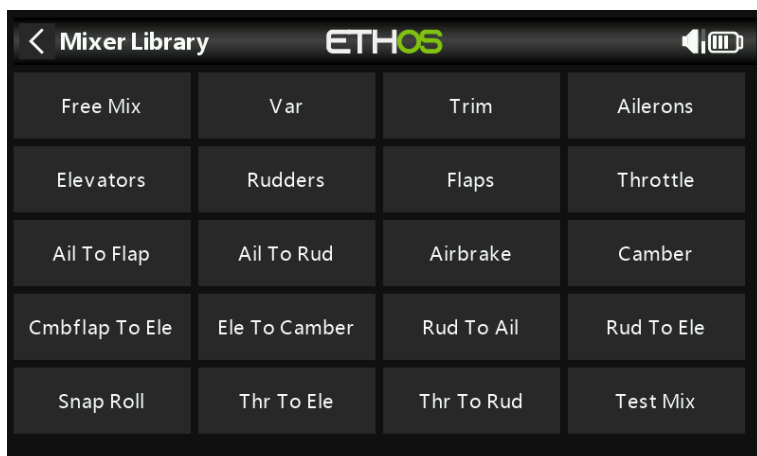 Mixer Library
ETHOS
Free Mix
Var
Trim
Ailerons
Elevators
Rudders
Flaps
Throttle
Ail To Flap
Ail To Rud
Airbrake
Camber
Cmbflap To Ele
Ele To Camber
Rud To Ail
Rud To Ele
Snap Roll
Thr To Ele
Thr To Rud
Test Mix